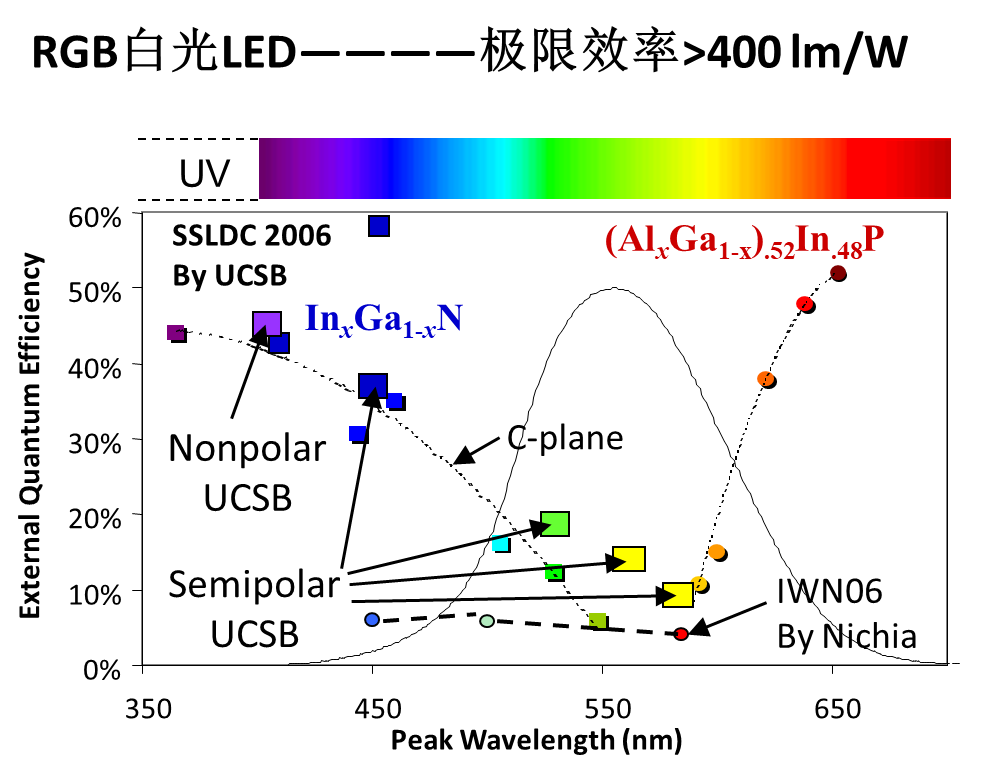 RGB白光LED————极限效率>400 lm/W
UV
60%
50%
40%
30%
20%
10%
0%
External Quantum Efficiency
SSLDC 2006
By UCSB
InxGa1-xN
(AlxGa1-x).52In.48P
Nonpolar
UCSB
C-plane
Semipolar
UCSB
IWN06
By Nichia
350
450
550
650
Peak Wavelength (nm)